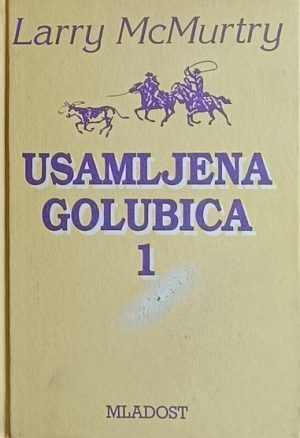 Larry McMurtry
USAMLJENA
GOLUBICA
1
MLADOST